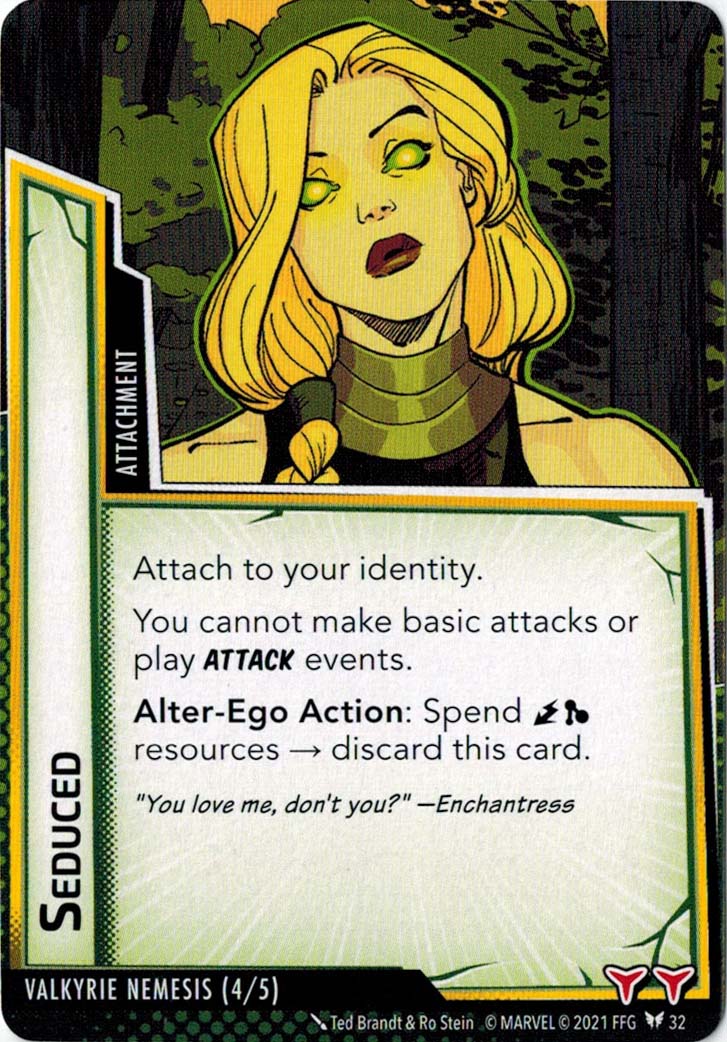 ATTACHMENT
SEDUCED
Attach to your identity.
You cannot make basic attacks or
play ATTACK events.
Alter-Ego Action: Spend
resources → discard this card.
"You love me, don't you?" —Enchantress
VALKYRIE NEMESIS (4/5)
Ted Brandt & Ro Stein © MARVEL © 2021 FFG 32